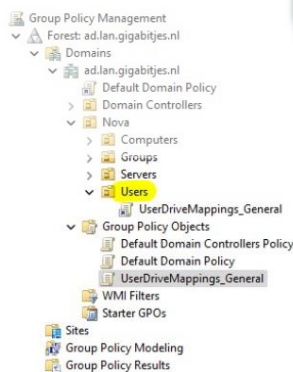 Group Policy Management
Forest: ad.lan.gigabitjes.nl
Domains
ad.lan.gigabitjes.nl
Default Domain Policy
Domain Controllers
Nova
Computers
Groups
Servers
Users
UserDriveMappings_General
Group Policy Objects
Default Domain Controllers Policy
Default Domain Policy
UserDriveMappings_General
WMI Filters
Starter GPOs
Sites
Group Policy Modeling
Group Policy Results